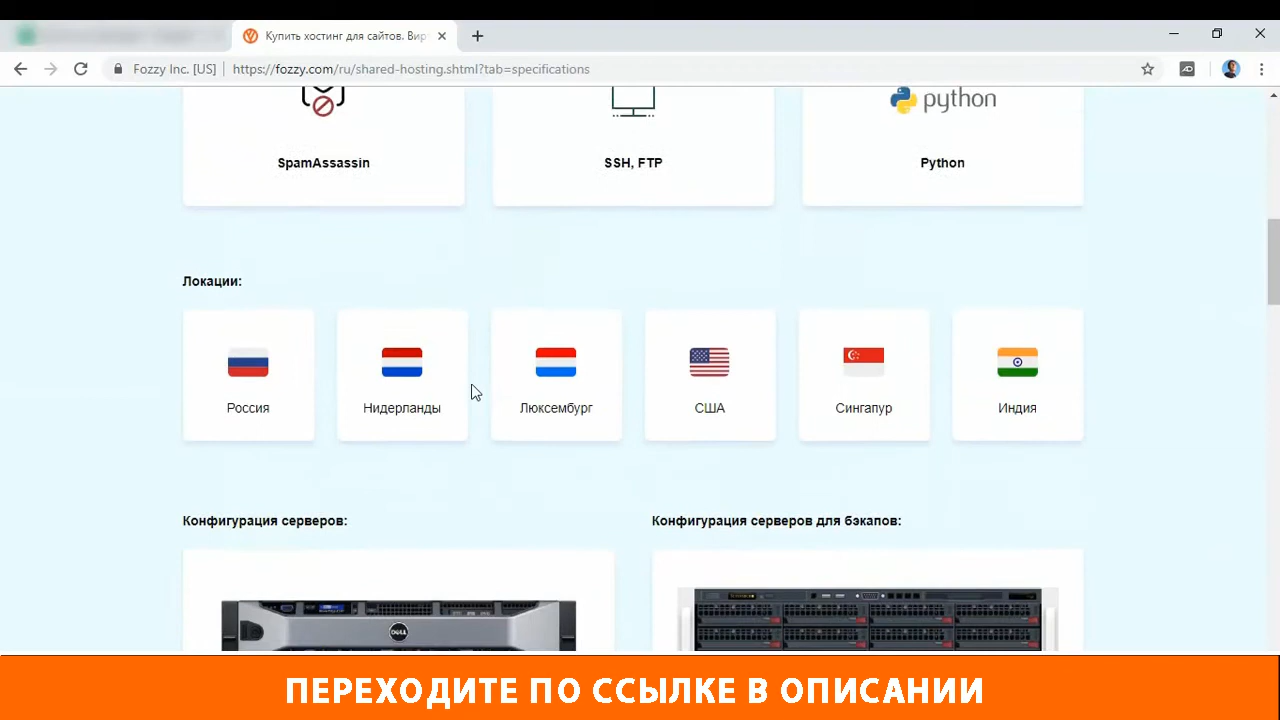 Купить хостинг для сайтов. Вир
Fozzy Inc. [US]
https://fozzy.com/ru/shared-hosting.shtml?tab=specifications
python
SpamAssassin
SSH, FTP
Python
Локации:
Россия
Нидерланды
Люксембург
США
Сингапур
Индия
Конфигурация серверов:
Конфигурация серверов для бэкапов:
DELL
ПЕРЕХОДИТЕ ПО ССЫЛКЕ В ОПИСАНИИ